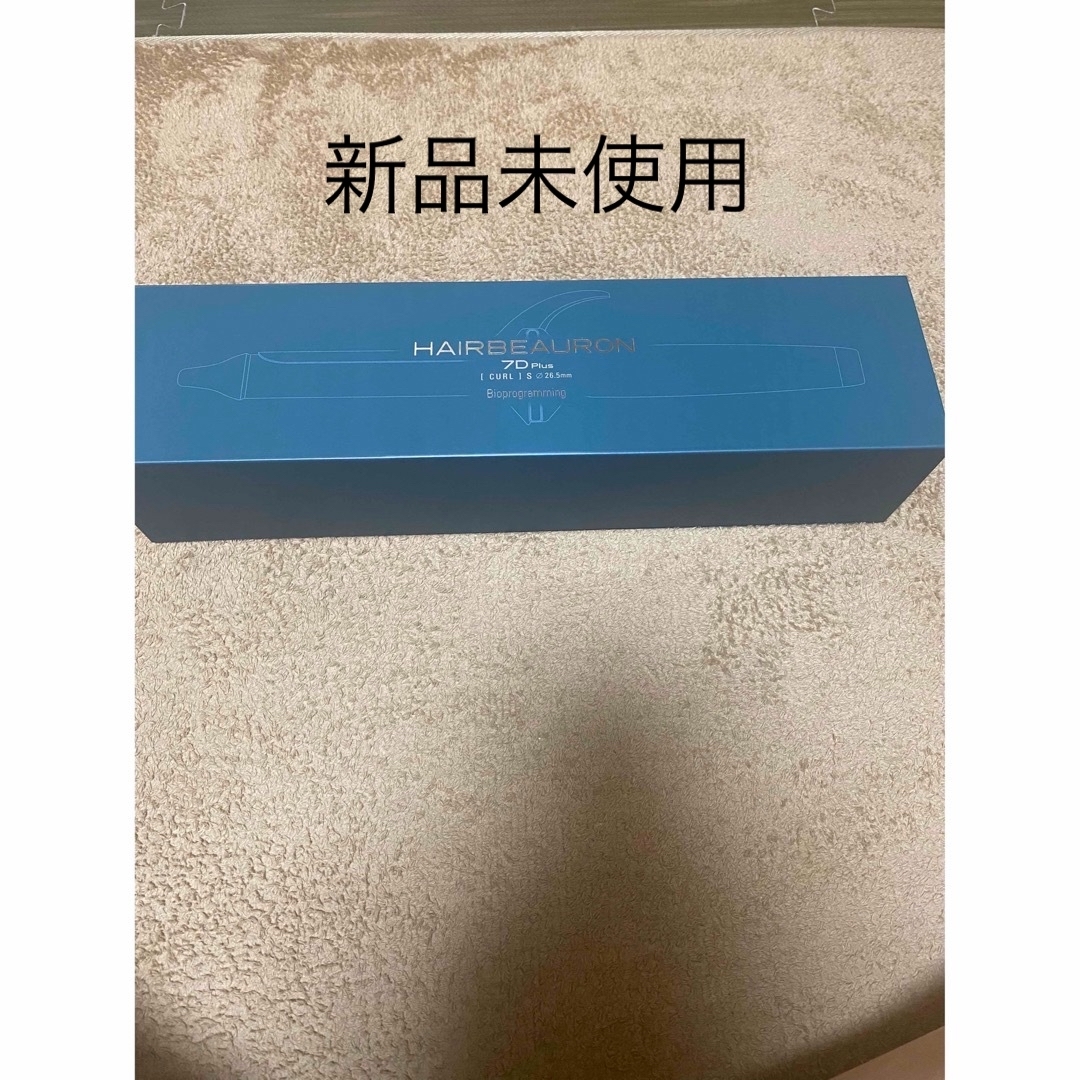 新品未使用
HAIRBEAURON
7D Plus
[ CURL ] S ⌀26.5mm
Bioprogramming